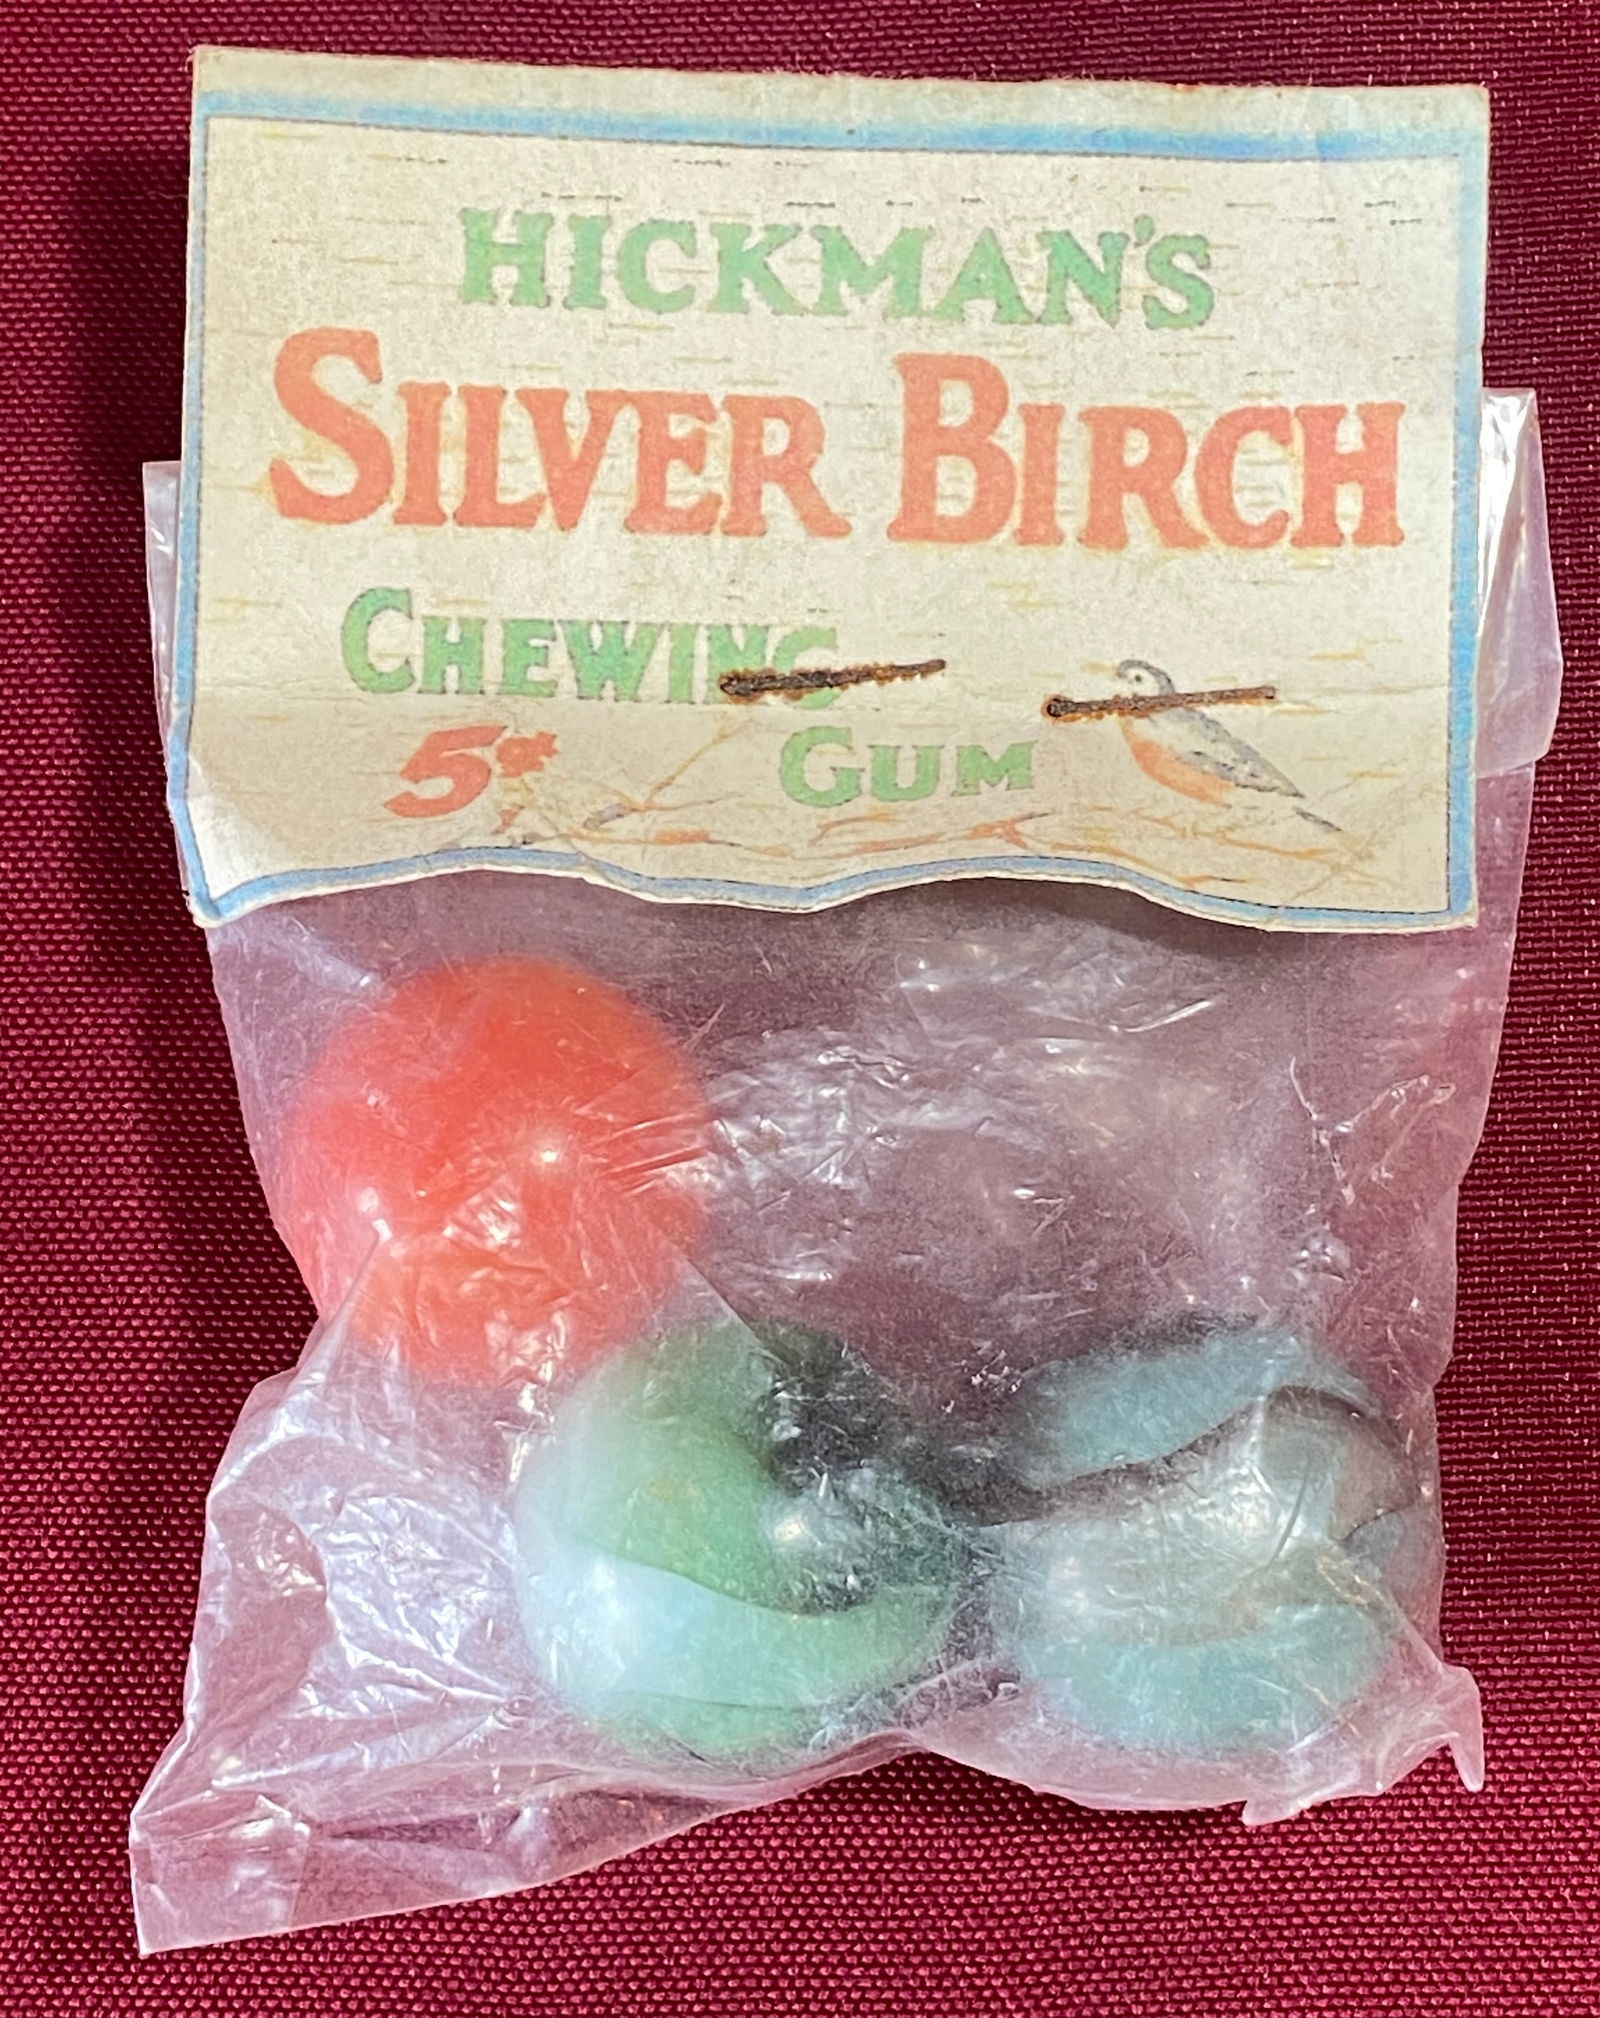 HICKMAN'S
SILVER BIRCH
CHEWING
5¢ GUM